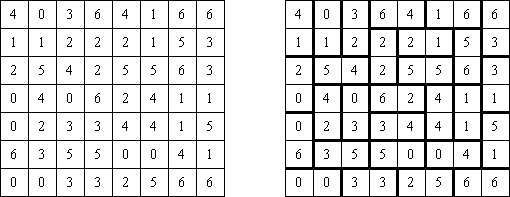 4 0 3 6 4 1 6 6 4 0 3 6 4 1 6 6
1 1 2 2 2 1 5 3 1 1 2 2 2 1 5 3
2 5 4 2 5 5 6 3 2 5 4 2 5 5 6 3
0 4 0 6 2 4 1 1 0 4 0 6 2 4 1 1
0 2 3 3 4 4 1 5 0 2 3 3 4 4 1 5
6 3 5 5 0 0 4 1 6 3 5 5 0 0 4 1
0 0 3 3 2 5 6 6 0 0 3 3 2 5 6 6